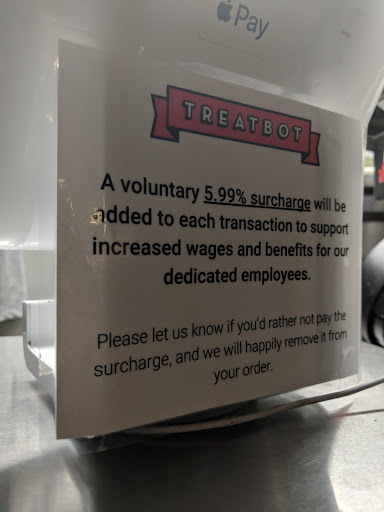 Pay
TREATBOT
A voluntary 5.99% surcharge will be
added to each transaction to support
increased wages and benefits for our
dedicated employees.
Please let us know if you'd rather not pay the
surcharge, and we will happily remove it from
your order.